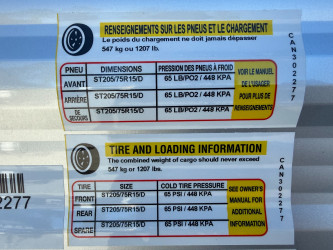 RENSEIGNEMENTS SUR LES PNEUS ET LE CHARGEMENT
Le poids du chargement ne doit jamais dépasser
547 kg ou 1207 lb.
PNEU DIMENSIONS PRESSION DES PNEUS À FROID VOIR LE MANUEL DE L'USAGER POUR PLUS DE RENSEIGNEMENTS
AVANT ST205/75R15/D 65 LB/PO2 / 448 KPA
ARRIÈRE ST205/75R15/D 65 LB/PO2 / 448 KPA
DE SECOURS ST205/75R15/D 65 LB/PO2 / 448 KPA
CAN302277
TIRE AND LOADING INFORMATION
The combined weight of cargo should never exceed
547 kg or 1207 lbs.
TIRE SIZE COLD TIRE PRESSURE SEE OWNER'S MANUAL FOR ADDITIONAL INFORMATION
FRONT ST205/75R15/D 65 PSI / 448 KPA
REAR ST205/75R15/D 65 PSI / 448 KPA
SPARE ST205/75R15/D 65 PSI / 448 KPA
CAN302277
2277